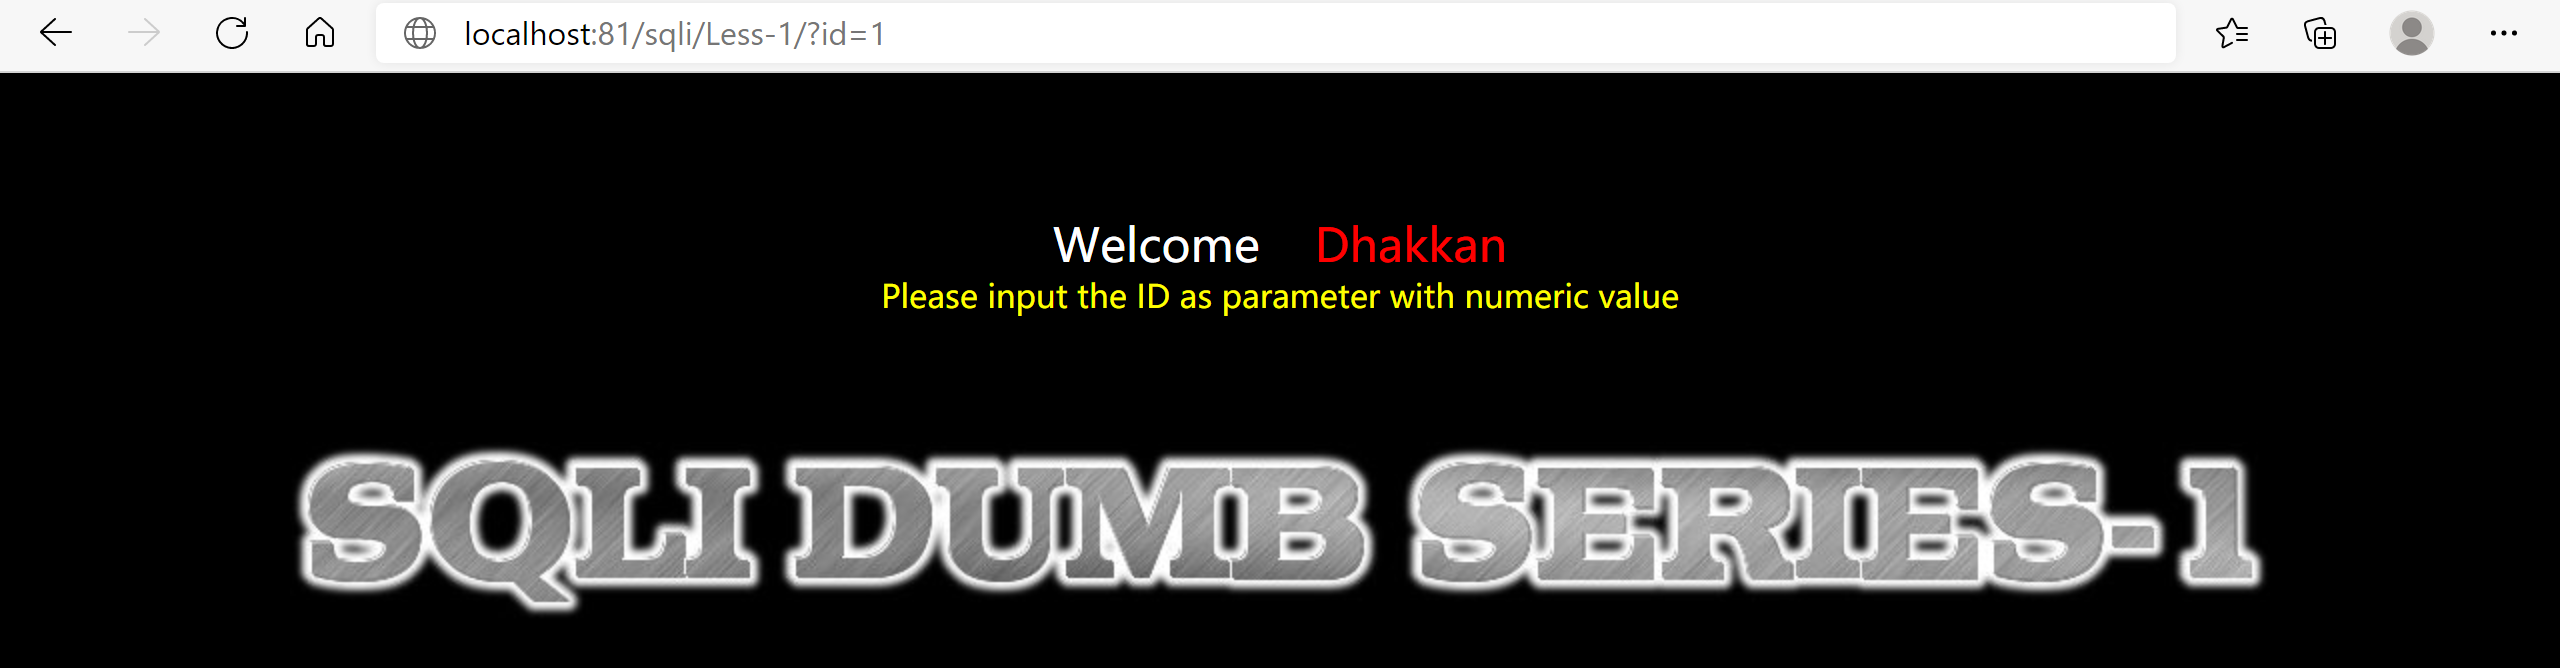 localhost:81/sqli/Less-1/?id=1
Welcome Dhakkan
Please input the ID as parameter with numeric value
SQLI DUMB SERIES-1